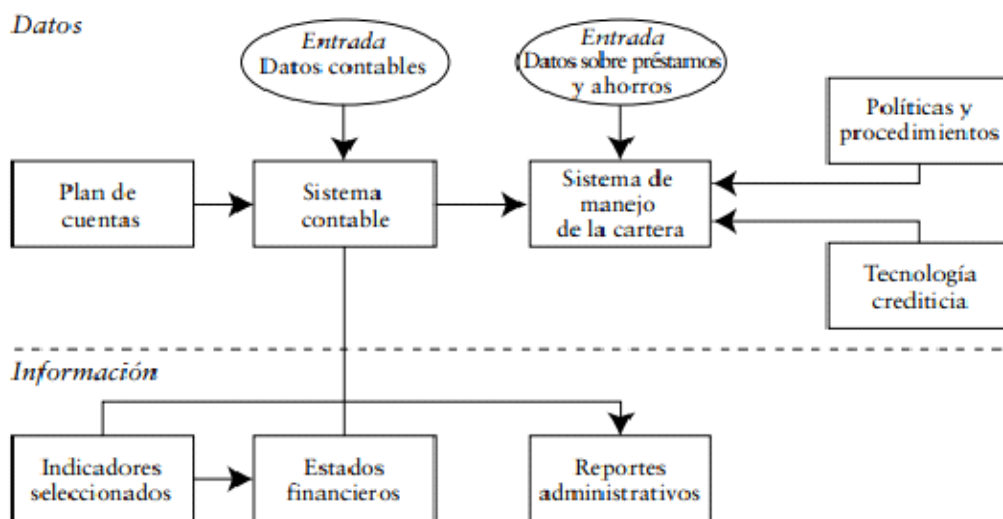 Datos
Entrada
Datos contables
Entrada
Datos sobre préstamos
y ahorros
Políticas y
procedimientos
Plan de
cuentas
Sistema
contable
Sistema de
manejo
de la cartera
Tecnología
crediticia
Información
Indicadores
seleccionados
Estados
financieros
Reportes
administrativos